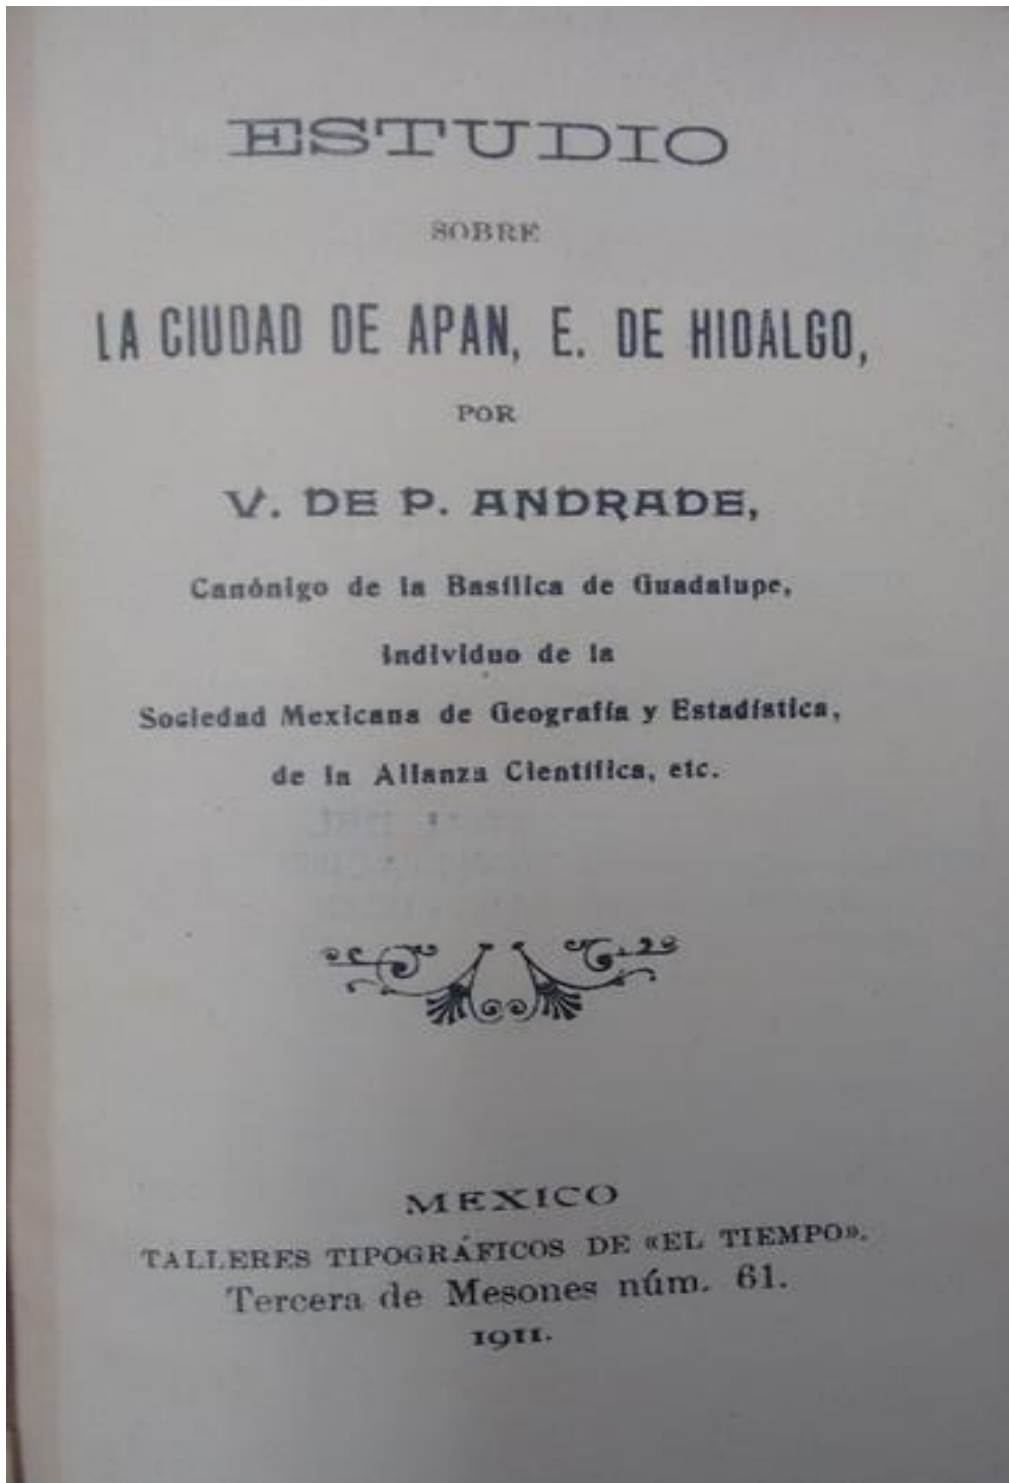 ESTUDIO
SOBRE
LA CIUDAD DE APAN, E. DE HIDALGO,
POR
V. DE P. ANDRADE,
Canónigo de la Basílica de Guadalupe,
individuo de la
Sociedad Mexicana de Geografía y Estadística,
de la Alianza Científica, etc.
MEXICO
TALLERES TIPOGRÁFICOS DE «EL TIEMPO».
Tercera de Mesones núm. 61.
1911.